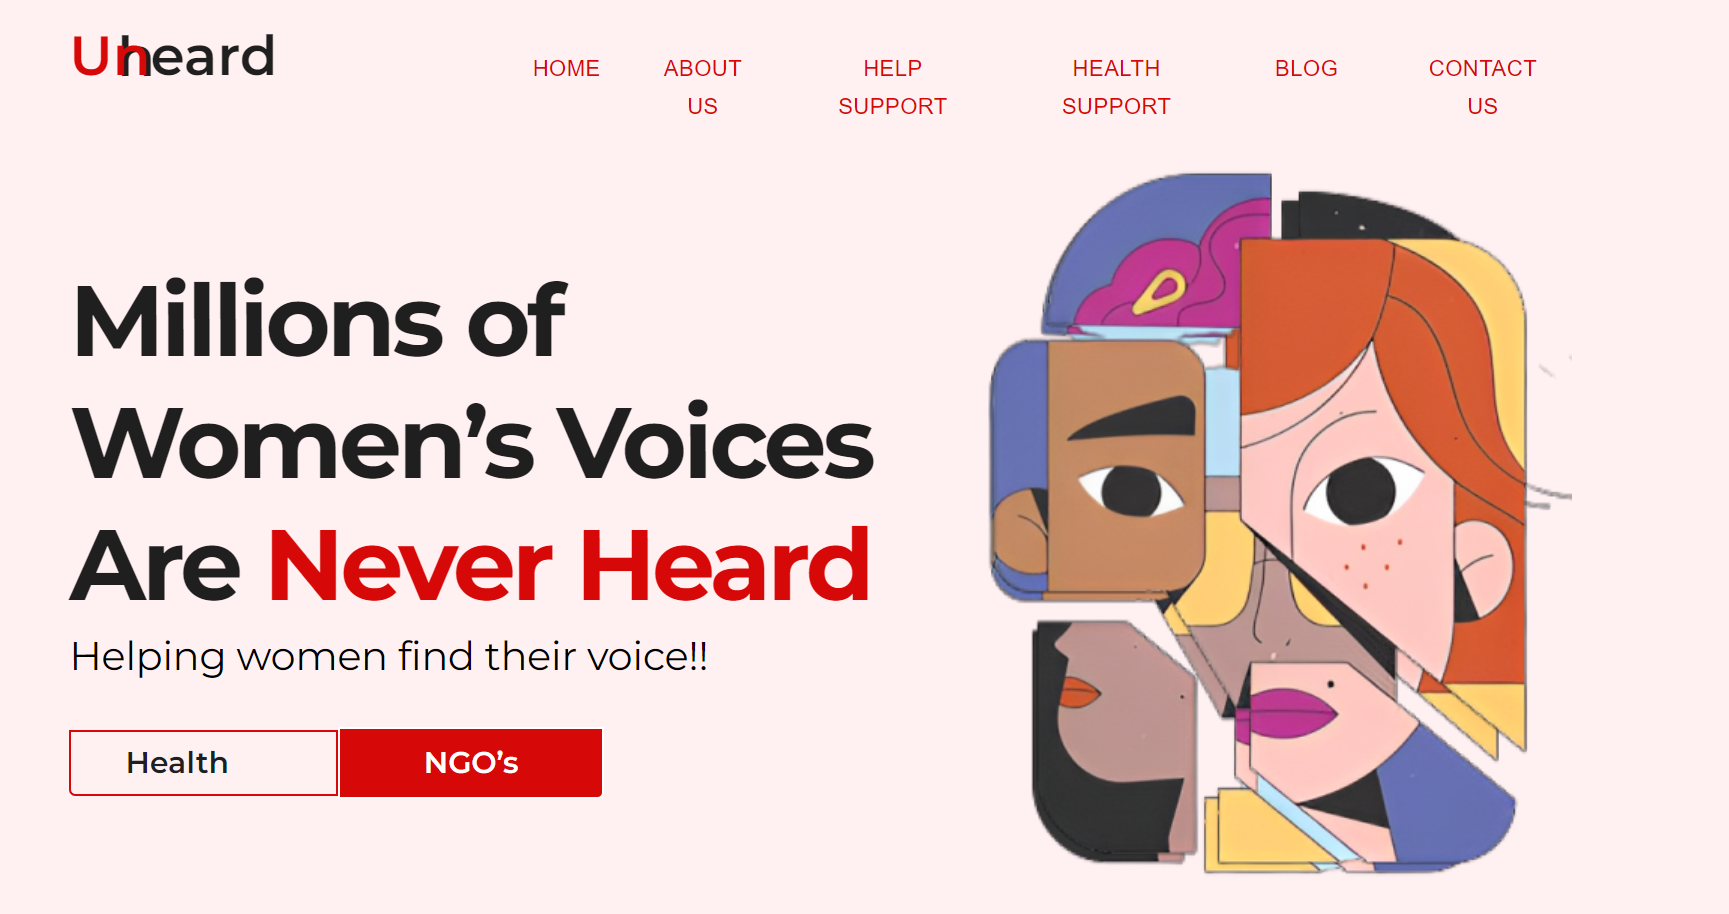 Unheard
HOME ABOUT US HELP SUPPORT HEALTH SUPPORT BLOG CONTACT US
Millions of
Women’s Voices
Are Never Heard
Helping women find their voice!!
Health NGO’s